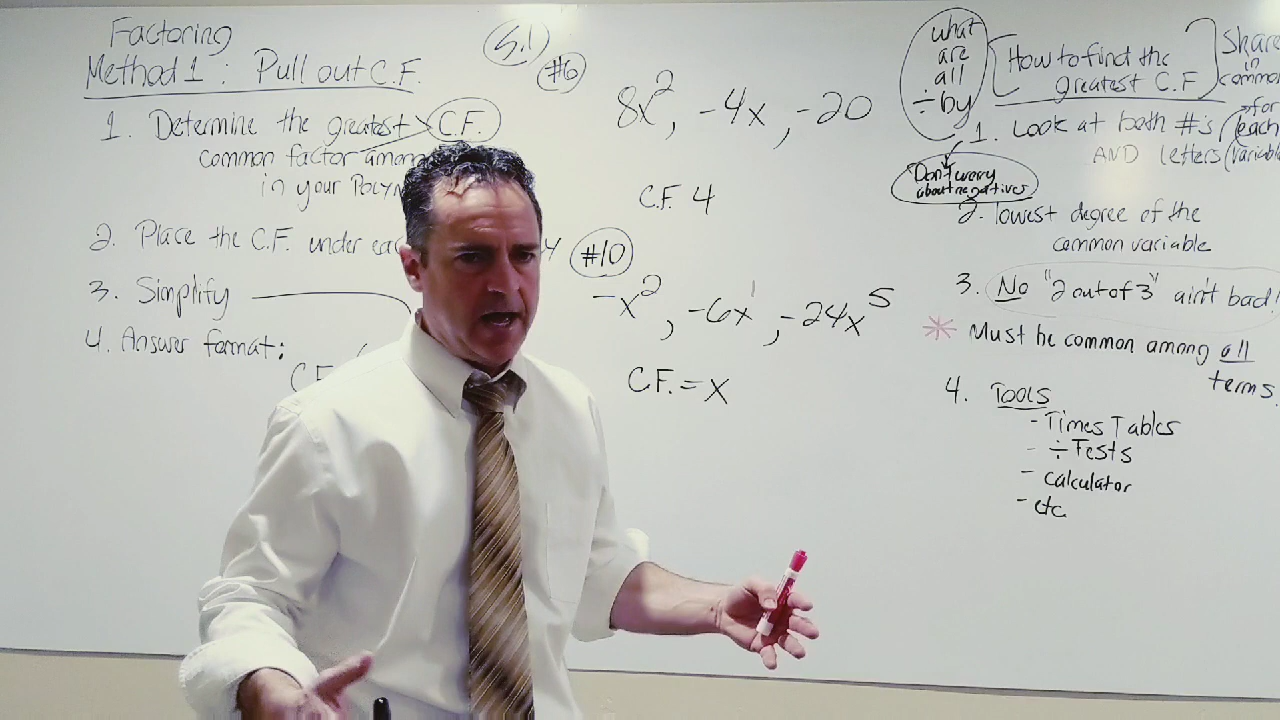 Factoring
Method 1: Pull out C.F.
1. Determine the greatest C.F.
common factor among
in your
2. Place the C.F. under
3. Simplify
4. Answer format:
C.F.
5.1
#6
8x², -4x, -20
C.F. 4
#10
-x², -6x¹, -24x⁵
C.F. = x
what
are
all
÷ by
How to find the
greatest C.F
Share
in
common
1. Look at both #'s
AND letters (variable
→ for
each
Don't worry
about negatives
2. lowest degree of the
common variable
3. No "2 out of 3" ain't bad!
* Must be common among all
terms.
4. TOOLS
- Times Tables
- ÷ Tests
- calculator
- etc